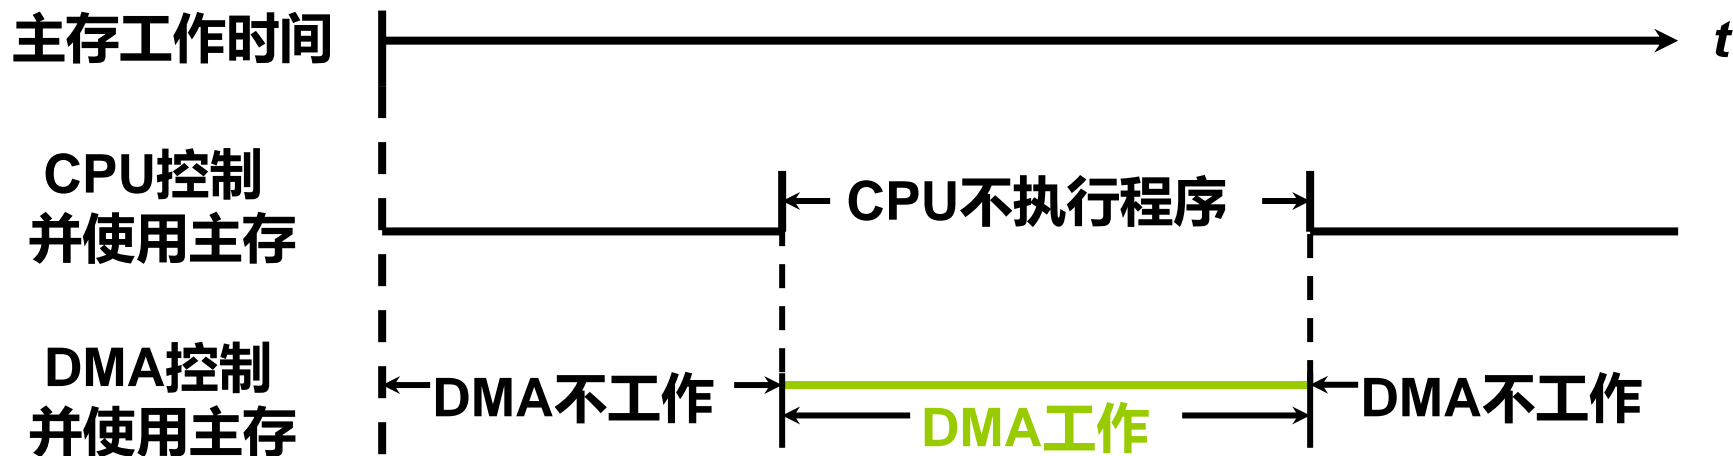 主存工作时间
t
CPU控制
并使用主存
CPU不执行程序
DMA控制
并使用主存
DMA不工作
DMA工作
DMA不工作